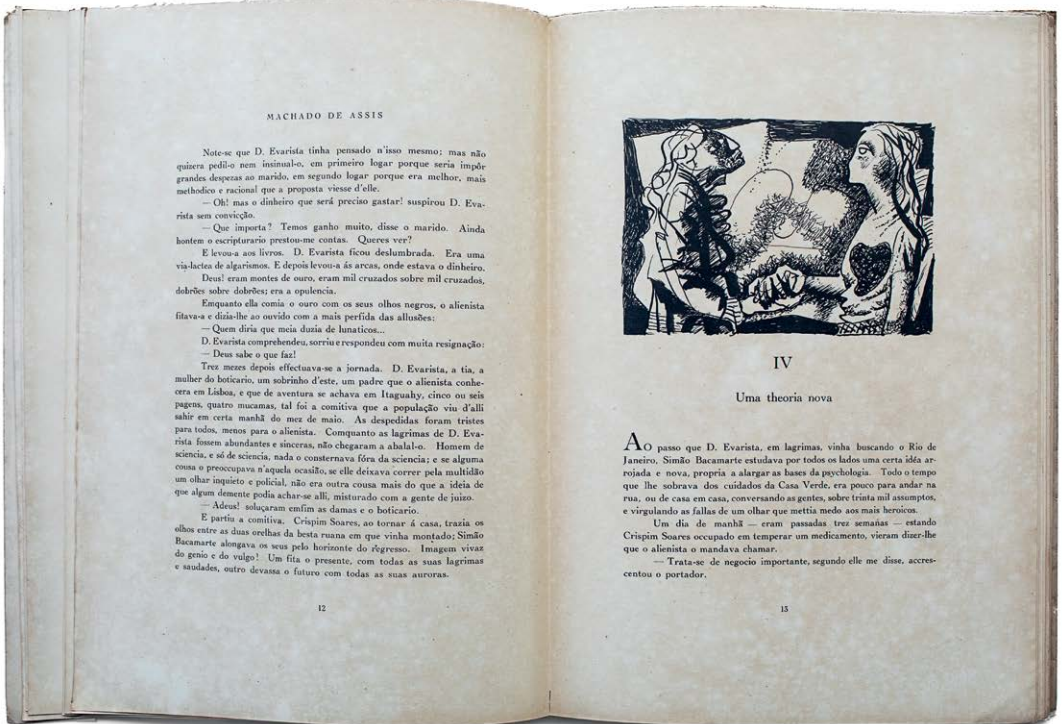 MACHADO DE ASSIS
Note-se que D. Evarista tinha pensado n'isso mesmo; mas não
quizera pedil-o nem insinual-o, em primeiro logar porque seria impôr
grandes despezas ao marido, em segundo logar porque era melhor, mais
methodico e racional que a proposta viesse d'elle.
— Oh! mas o dinheiro que será preciso gastar! suspirou D. Eva-
rista sem convicção.
— Que importa? Temos ganho muito, disse o marido. Ainda
hontem o escripturario prestou-me contas. Queres ver?
E levou-a aos livros. D. Evarista ficou deslumbrada. Era uma
via-lactea de algarismos. E depois levou-a ás arcas, onde estava o dinheiro.
Deus! eram montes de ouro, eram mil cruzados sobre mil cruzados,
dobrões sobre dobrões; era a opulencia.
Emquanto ella comia o ouro com os seus olhos negros, o alienista
fitava-a e dizia-lhe ao ouvido com a mais perfida das allusões:
— Quem diria que meia duzia de lunaticos...
D. Evarista comprehendeu, sorriu e respondeu com muita resignação:
— Deus sabe o que faz!
Trez mezes depois effectuava-se a jornada. D. Evarista, a tia, a
mulher do boticario, um sobrinho d'este, um padre que o alienista conhe-
cera em Lisboa, e que de aventura se achava em Itaguahy, cinco ou seis
pagens, quatro mucamas, tal foi a comitiva que a população viu d'alli
sahir em certa manhã do mez de maio. As despedidas foram tristes
para todos, menos para o alienista. Comquanto as lagrimas de D. Eva-
rista fossem abundantes e sinceras, não chegaram a abalal-o. Homem de
sciencia, e só de sciencia, nada o consternava fóra da sciencia; e se alguma
cousa o preoccupava n'aquela ocasião, se elle deixava correr pela multidão
um olhar inquieto e policial, não era outra cousa mais do que a ideia de
que algum demente podia achar-se alli, misturado com a gente de juizo.
— Adeus! soluçaram emfim as damas e o boticario.
E partiu a comitiva. Crispim Soares, ao tornar á casa, trazia os
olhos entre as duas orelhas da besta ruana em que vinha montado; Simão
Bacamarte alongava os seus pelo horizonte do regresso. Imagem vivaz
do genio e do vulgo! Um fita o presente, com todas as suas lagrimas
e saudades, outro devassa o futuro com todas as suas auroras.
12
IV
Uma theoria nova
AO passo que D. Evarista, em lagrimas, vinha buscando o Rio de
Janeiro, Simão Bacamarte estudava por todos os lados uma certa idéa ar-
rojada e nova, propria a alargar as bases da psychologia. Todo o tempo
que lhe sobrava dos cuidados da Casa Verde, era pouco para andar na
rua, ou de casa em casa, conversando as gentes, sobre trinta mil assumptos,
e virgulando as fallas de um olhar que mettia medo aos mais heroicos.
Um dia de manhã — eram passadas trez semanas — estando
Crispim Soares occupado em temperar um medicamento, vieram dizer-lhe
que o alienista o mandava chamar.
— Trata-se de negocio importante, segundo elle me disse, accres-
centou o portador.
13